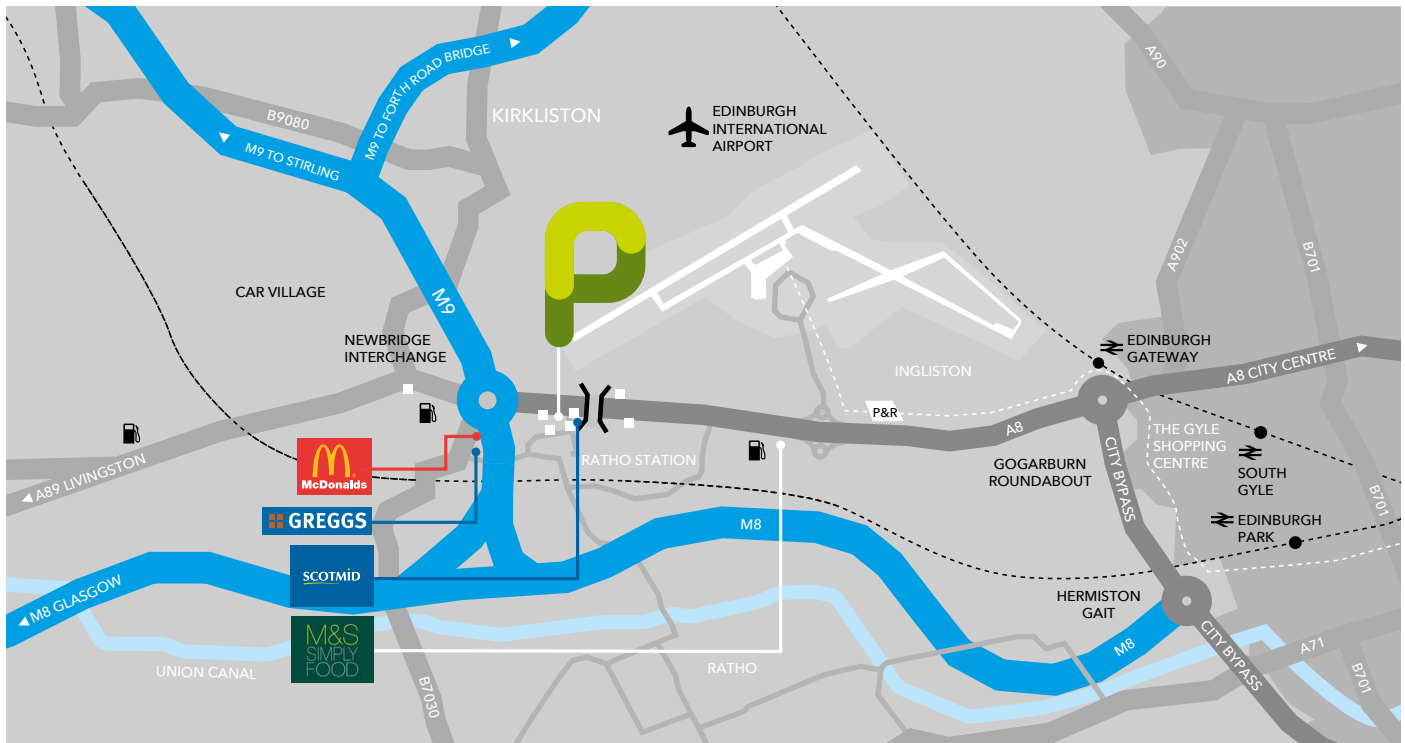 M9 TO FORTH ROAD BRIDGE
A90
B9080
KIRKLISTON
EDINBURGH
INTERNATIONAL
AIRPORT
M9 TO STIRLING
A902
B701
CAR VILLAGE
M9
P
NEWBRIDGE
INTERCHANGE
EDINBURGH
GATEWAY
A8 CITY CENTRE
INGLISTON
P&R
A8
THE GYLE
SHOPPING
CENTRE
A89 LIVINGSTON
McDonalds
RATHO STATION
GOGARBURN
ROUNDABOUT
CITY BYPASS
SOUTH
GYLE
B701
GREGGS
M8
EDINBURGH
PARK
SCOTMID
M8 GLASGOW
HERMISTON
GAIT
M&S
SIMPLY
FOOD
UNION CANAL
RATHO
M8
CITY BYPASS
A71
B7030
B701